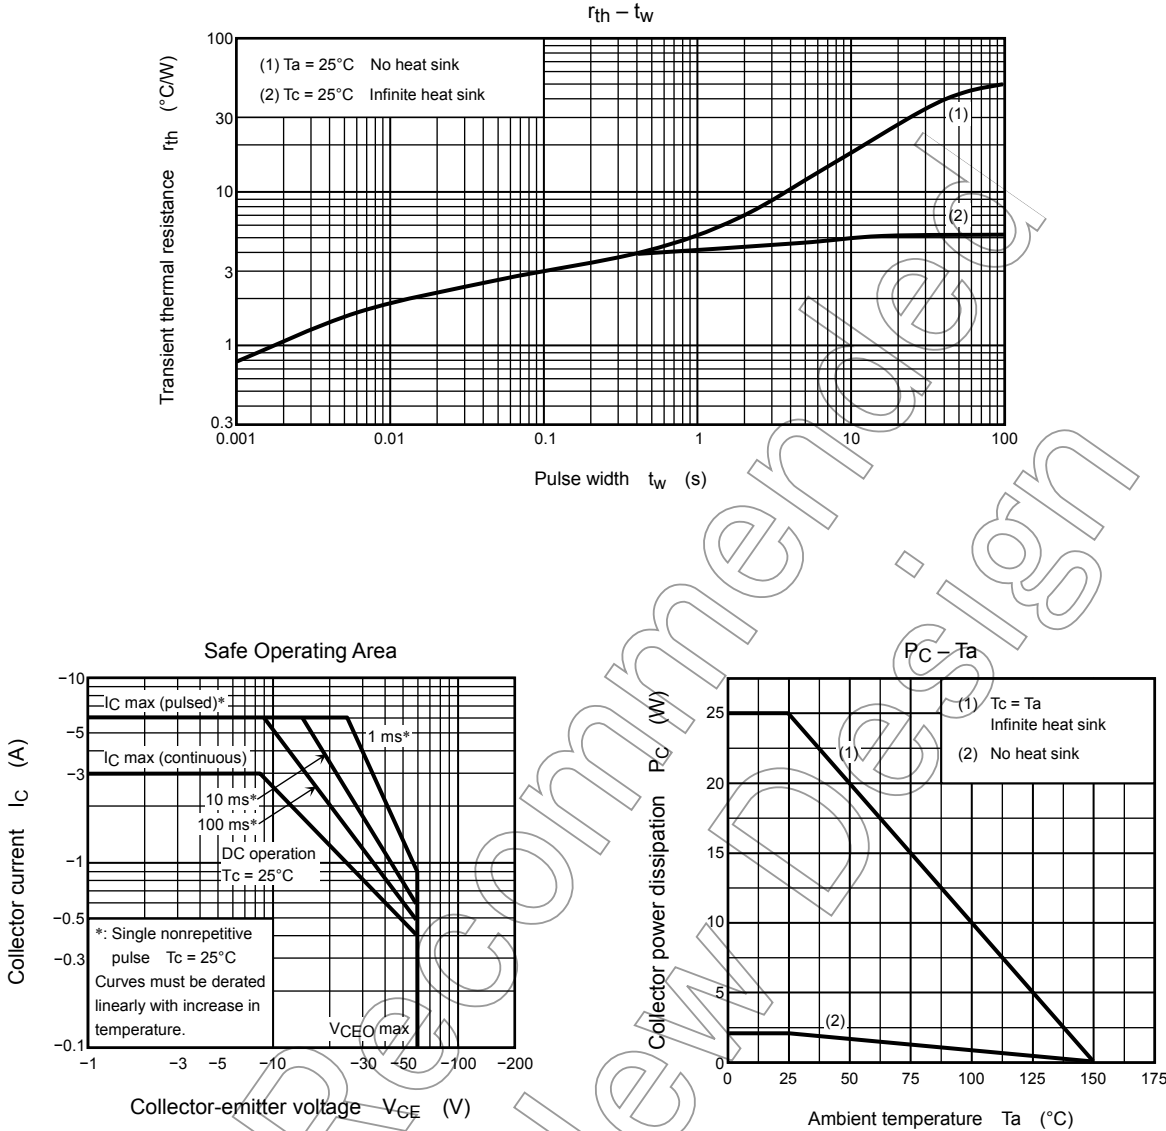 rth – tw
Transient thermal resistance rth (°C/W)
100
30
10
3
1
0.3
(1) Ta = 25°C No heat sink
(2) Tc = 25°C Infinite heat sink
(1)
(2)
0.001 0.01 0.1 1 10 100
Pulse width tw (s)
Safe Operating Area
Collector current IC (A)
−10
−5
−3
−1
−0.5
−0.3
−0.1
IC max (pulsed)*
IC max (continuous)
1 ms*
10 ms*
100 ms*
DC operation
Tc = 25°C
*: Single nonrepetitive
pulse Tc = 25°C
Curves must be derated
linearly with increase in
temperature.
VCEO max
−1 −3 −5 −10 −30 −50 −100 −200
Collector-emitter voltage VCE (V)
PC – Ta
Collector power dissipation PC (W)
25
20
15
10
5
0
(1) Tc = Ta
Infinite heat sink
(2) No heat sink
(1)
(2)
0 25 50 75 100 125 150 175
Ambient temperature Ta (°C)
Recommended
ew Design